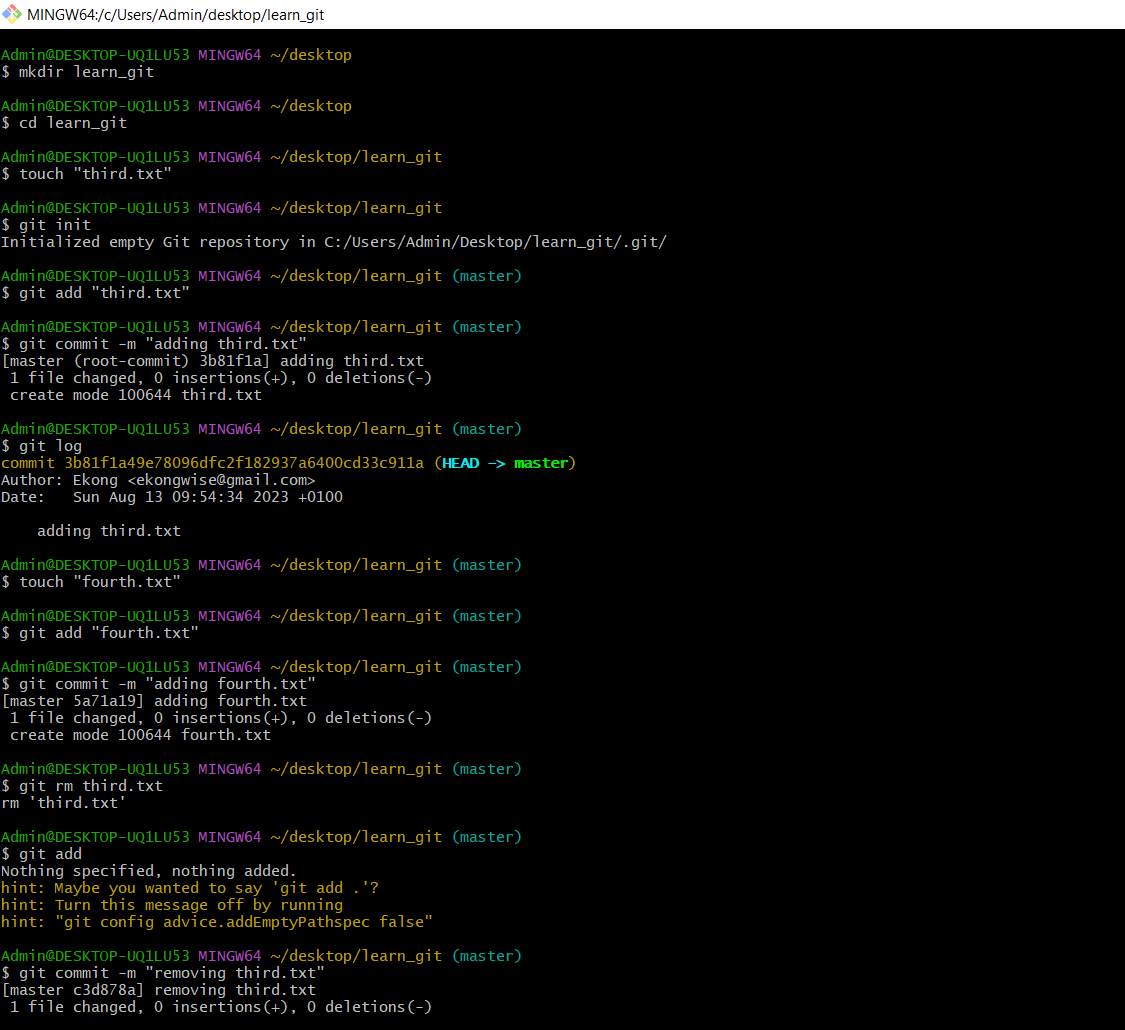 MINGW64:/c/Users/Admin/desktop/learn_git
Admin@DESKTOP-UQ1LU53 MINGW64 ~/desktop
$ mkdir learn_git
Admin@DESKTOP-UQ1LU53 MINGW64 ~/desktop
$ cd learn_git
Admin@DESKTOP-UQ1LU53 MINGW64 ~/desktop/learn_git
$ touch "third.txt"
Admin@DESKTOP-UQ1LU53 MINGW64 ~/desktop/learn_git
$ git init
Initialized empty Git repository in C:/Users/Admin/Desktop/learn_git/.git/
Admin@DESKTOP-UQ1LU53 MINGW64 ~/desktop/learn_git (master)
$ git add "third.txt"
Admin@DESKTOP-UQ1LU53 MINGW64 ~/desktop/learn_git (master)
$ git commit -m "adding third.txt"
[master (root-commit) 3b81f1a] adding third.txt
 1 file changed, 0 insertions(+), 0 deletions(-)
 create mode 100644 third.txt
Admin@DESKTOP-UQ1LU53 MINGW64 ~/desktop/learn_git (master)
$ git log
commit 3b81f1a49e78096dfc2f182937a6400cd33c911a (HEAD -> master)
Author: Ekong <ekongwise@gmail.com>
Date:   Sun Aug 13 09:54:34 2023 +0100
    adding third.txt
Admin@DESKTOP-UQ1LU53 MINGW64 ~/desktop/learn_git (master)
$ touch "fourth.txt"
Admin@DESKTOP-UQ1LU53 MINGW64 ~/desktop/learn_git (master)
$ git add "fourth.txt"
Admin@DESKTOP-UQ1LU53 MINGW64 ~/desktop/learn_git (master)
$ git commit -m "adding fourth.txt"
[master 5a71a19] adding fourth.txt
 1 file changed, 0 insertions(+), 0 deletions(-)
 create mode 100644 fourth.txt
Admin@DESKTOP-UQ1LU53 MINGW64 ~/desktop/learn_git (master)
$ git rm third.txt
rm 'third.txt'
Admin@DESKTOP-UQ1LU53 MINGW64 ~/desktop/learn_git (master)
$ git add
Nothing specified, nothing added.
hint: Maybe you wanted to say 'git add .'?
hint: Turn this message off by running
hint: "git config advice.addEmptyPathspec false"
Admin@DESKTOP-UQ1LU53 MINGW64 ~/desktop/learn_git (master)
$ git commit -m "removing third.txt"
[master c3d878a] removing third.txt
 1 file changed, 0 insertions(+), 0 deletions(-)